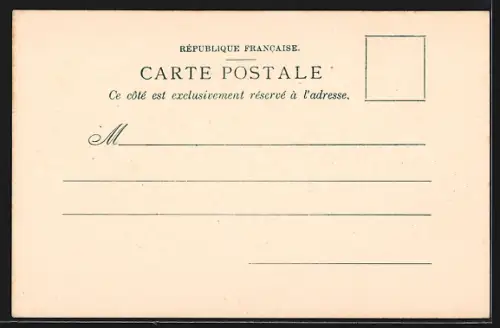 RÉPUBLIQUE FRANÇAISE.
CARTE POSTALE
Ce côté est exclusivement réservé à l'adresse.
M